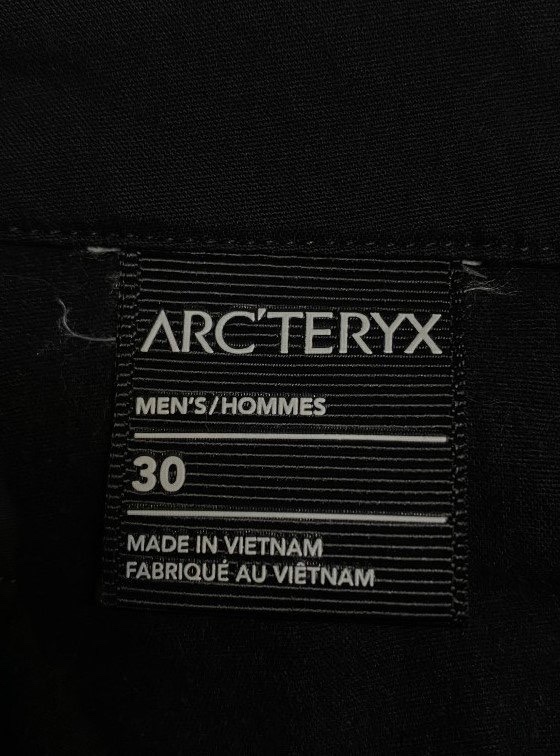 ARC'TERYX
MEN'S/HOMMES
30
MADE IN VIETNAM
FABRIQUÉ AU VIÊTNAM